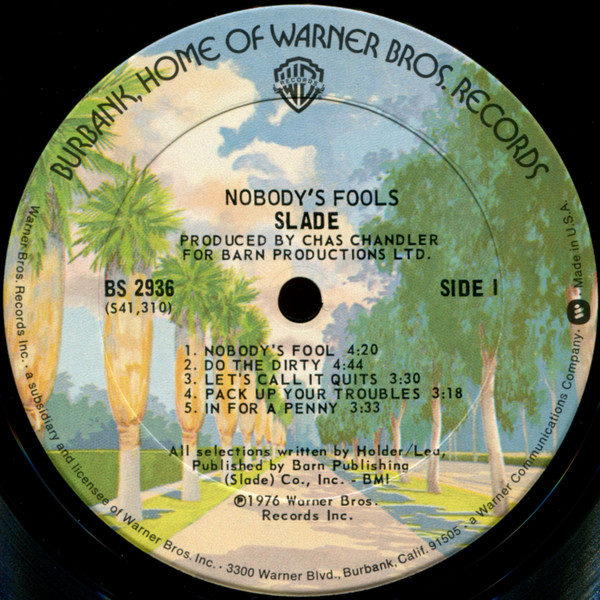 BURBANK, HOME OF WARNER BROS. RECORDS
WB
RECORDS
NOBODY'S FOOLS
SLADE
PRODUCED BY CHAS CHANDLER
FOR BARN PRODUCTIONS LTD.
BS 2936
(S41,310)
SIDE I
1. NOBODY'S FOOL 4:20
2. DO THE DIRTY 4:44
3. LET'S CALL IT QUITS 3:30
4. PACK UP YOUR TROUBLES 3:18
5. IN FOR A PENNY 3:33
All selections written by Holder/Lea,
Published by Barn Publishing
(Slade) Co., Inc. - BMI
℗1976 Warner Bros.
Records Inc.
Warner Bros. Records Inc. · a subsidiary and licensee of Warner Bros. Inc. · 3300 Warner Blvd., Burbank, Calif. 91505 · a Warner Communications Company. Made in U.S.A.